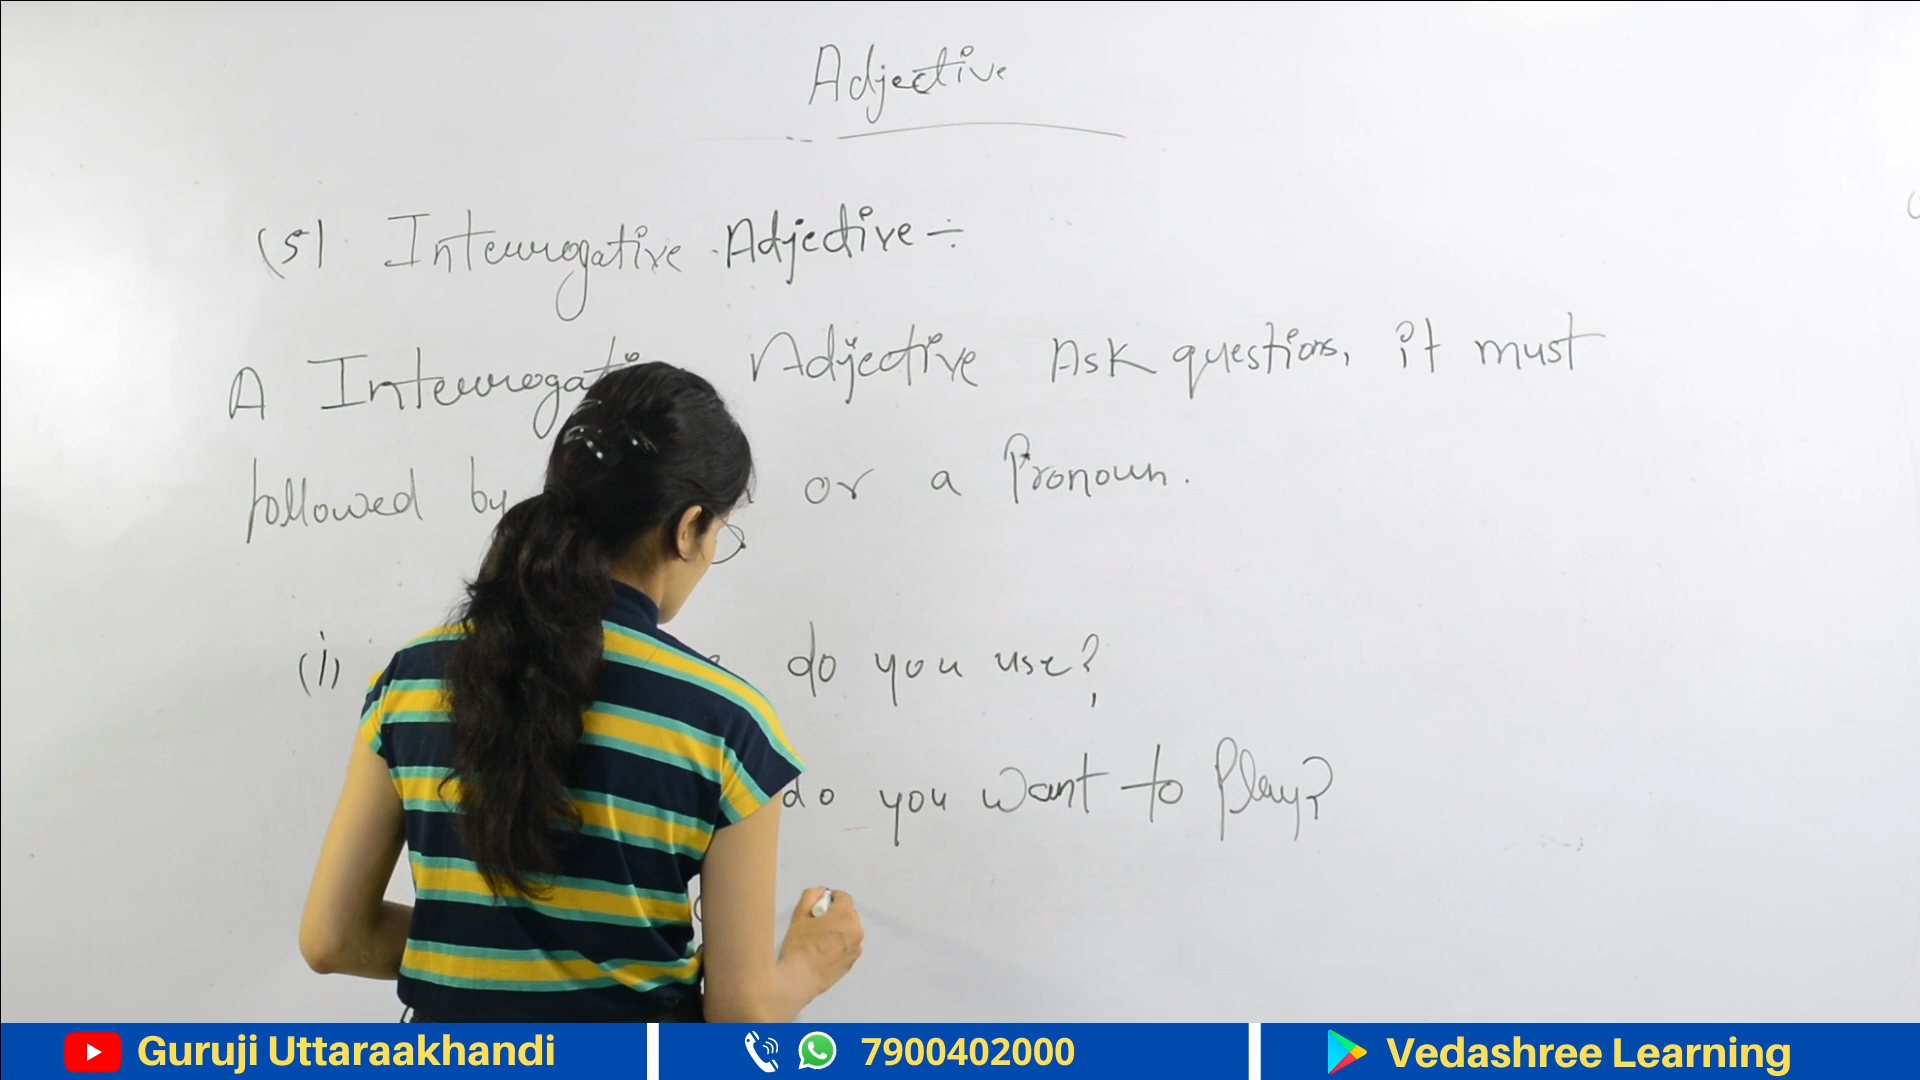 Adjective
(5) Interrogative Adjective ÷
A Interrogative Adjective Ask questions, it must
followed by or a Pronoun.
(i) do you use?
do you want to Play?
Guruji Uttaraakhandi 7900402000 Vedashree Learning